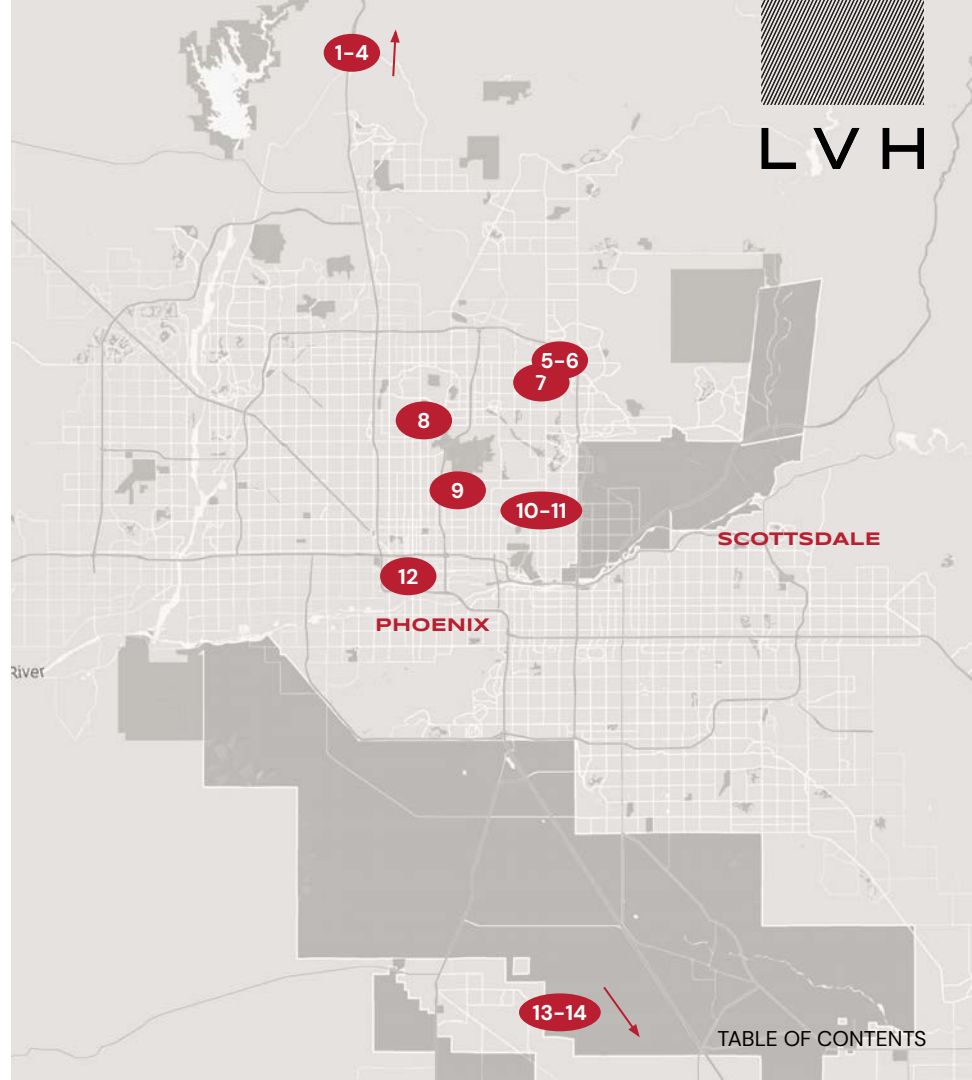 1-4
LVH
5-6
7
8
9
10-11
SCOTTSDALE
12
PHOENIX
River
13-14
TABLE OF CONTENTS